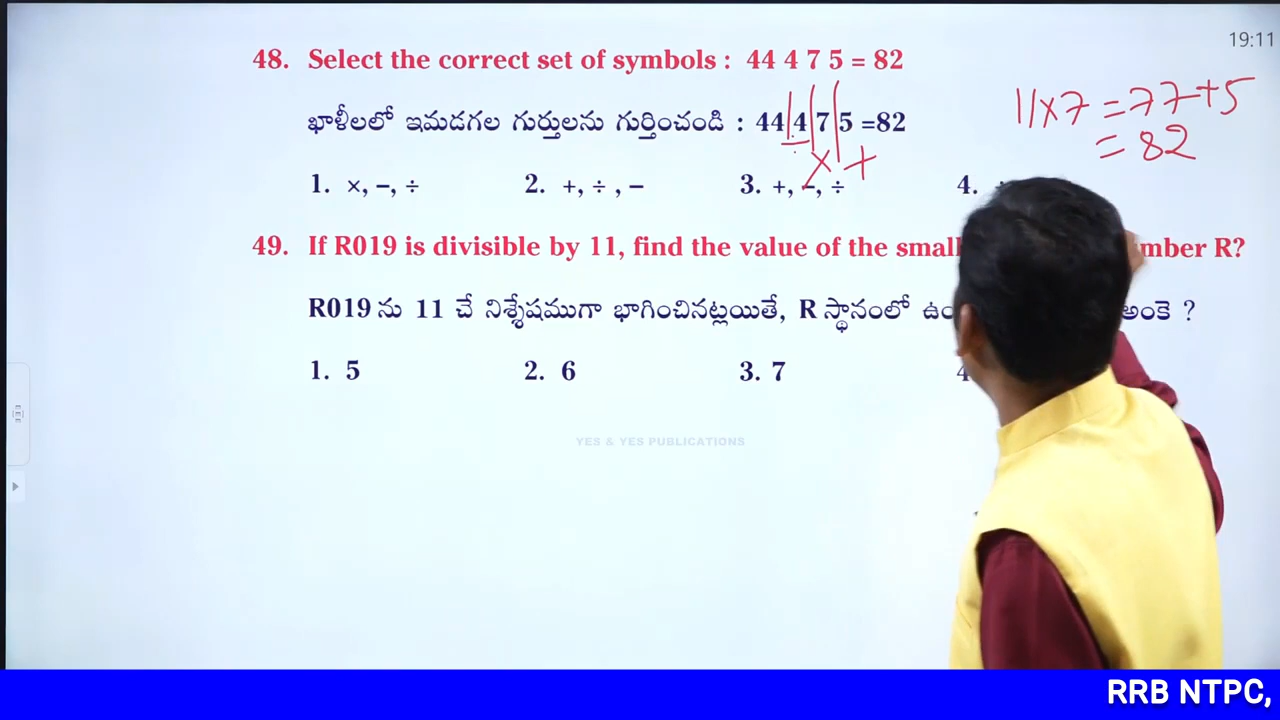 19:11
48. Select the correct set of symbols : 44 4 7 5 = 82
11x7 = 77+5
= 82
ఖాళీలలో ఇమడగల గుర్తులను గుర్తించండి : 44 4 7 5 =82
÷ × +
1. ×, –, ÷ 2. +, ÷ , – 3. +, –, ÷ 4.
49. If R019 is divisible by 11, find the value of the small mber R?
R019 ను 11 చే నిశ్శేషముగా భాగించినట్లయితే, R స్థానంలో ఉం అంకె ?
1. 5 2. 6 3. 7 4
YES & YES PUBLICATIONS
RRB NTPC,